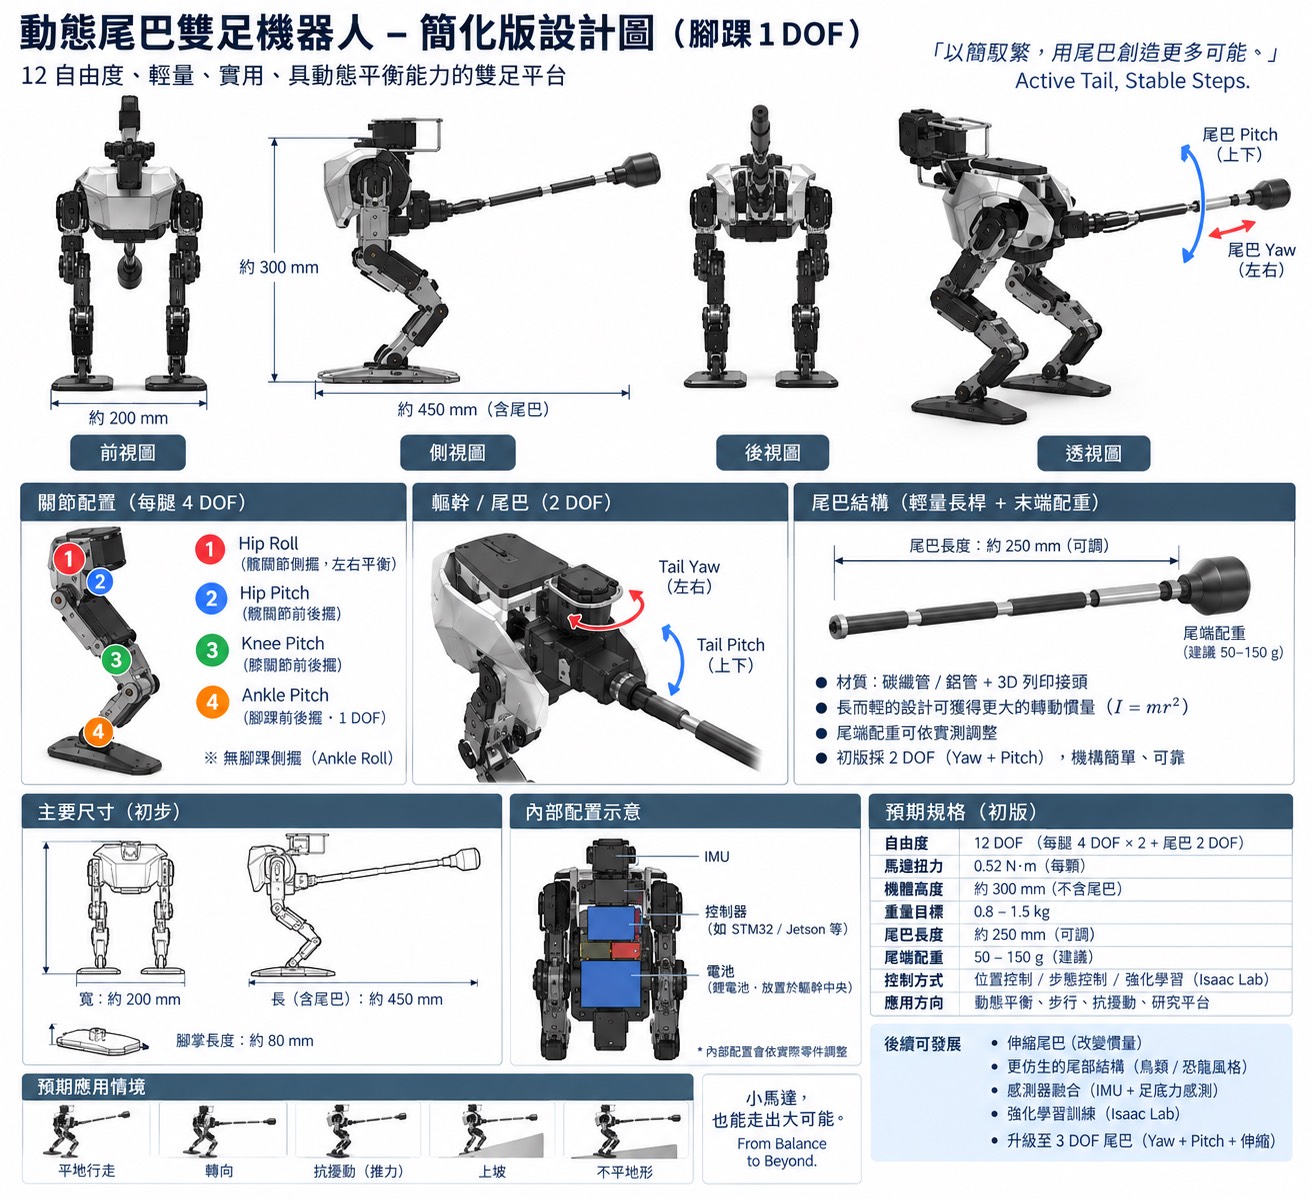 動態尾巴雙足機器人 – 簡化版設計圖（腳踝 1 DOF）
12 自由度、輕量、實用、具動態平衡能力的雙足平台
「以簡馭繁，用尾巴創造更多可能。」
Active Tail, Stable Steps.
約 300 mm
約 200 mm
約 450 mm（含尾巴）
尾巴 Pitch
（上下）
尾巴 Yaw
（左右）
前視圖
側視圖
後視圖
透視圖
關節配置（每腿 4 DOF）
1
2
3
4
1 Hip Roll
（髖關節側擺，左右平衡）
2 Hip Pitch
（髖關節前後擺）
3 Knee Pitch
（膝關節前後擺）
4 Ankle Pitch
（腳踝前後擺・1 DOF）
※ 無腳踝側擺（Ankle Roll）
軀幹 / 尾巴（2 DOF）
Tail Yaw
（左右）
Tail Pitch
（上下）
尾巴結構（輕量長桿 + 末端配重）
尾巴長度：約 250 mm（可調）
尾端配重
（建議 50–150 g）
● 材質：碳纖管 / 鋁管 + 3D 列印接頭
● 長而輕的設計可獲得更大的轉動慣量（I = mr²）
● 尾端配重可依實測調整
● 初版採 2 DOF（Yaw + Pitch），機構簡單、可靠
主要尺寸（初步）
寬：約 200 mm
長（含尾巴）：約 450 mm
腳掌長度：約 80 mm
內部配置示意
IMU
控制器
（如 STM32 / Jetson 等）
電池
（鋰電池・放置於軀幹中央）
* 內部配置會依實際零件調整
預期規格（初版）
自由度 12 DOF （每腿 4 DOF × 2 + 尾巴 2 DOF）
馬達扭力 0.52 N·m（每顆）
機體高度 約 300 mm（不含尾巴）
重量目標 0.8 – 1.5 kg
尾巴長度 約 250 mm（可調）
尾端配重 50 – 150 g（建議）
控制方式 位置控制 / 步態控制 / 強化學習（Isaac Lab）
應用方向 動態平衡、步行、抗擾動、研究平台
後續可發展
• 伸縮尾巴（改變慣量）
• 更仿生的尾部結構（鳥類 / 恐龍風格）
• 感測器融合（IMU + 足底力感測）
• 強化學習訓練（Isaac Lab）
• 升級至 3 DOF 尾巴（Yaw + Pitch + 伸縮）
預期應用情境
平地行走
轉向
抗擾動（推力）
上坡
不平地形
小馬達，
也能走出大可能。
From Balance
to Beyond.